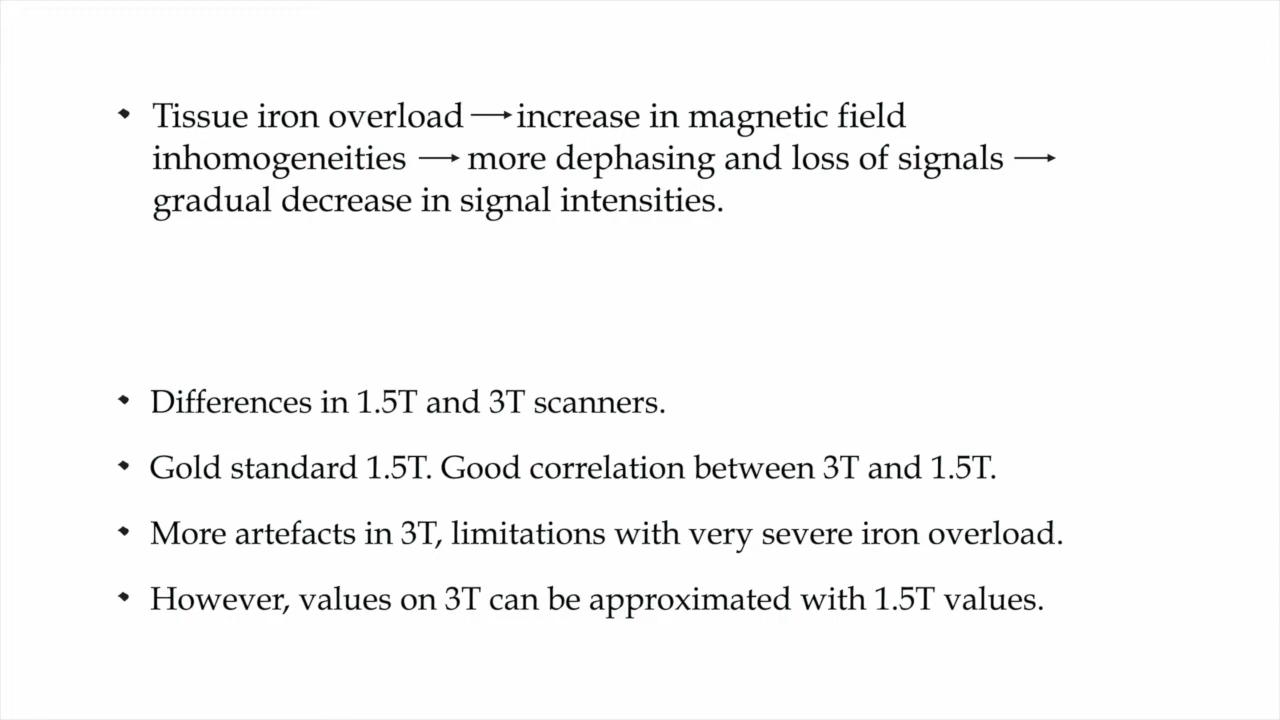 Tissue iron overload → increase in magnetic field
inhomogeneities → more dephasing and loss of signals →
gradual decrease in signal intensities.
Differences in 1.5T and 3T scanners.
Gold standard 1.5T. Good correlation between 3T and 1.5T.
More artefacts in 3T, limitations with very severe iron overload.
However, values on 3T can be approximated with 1.5T values.